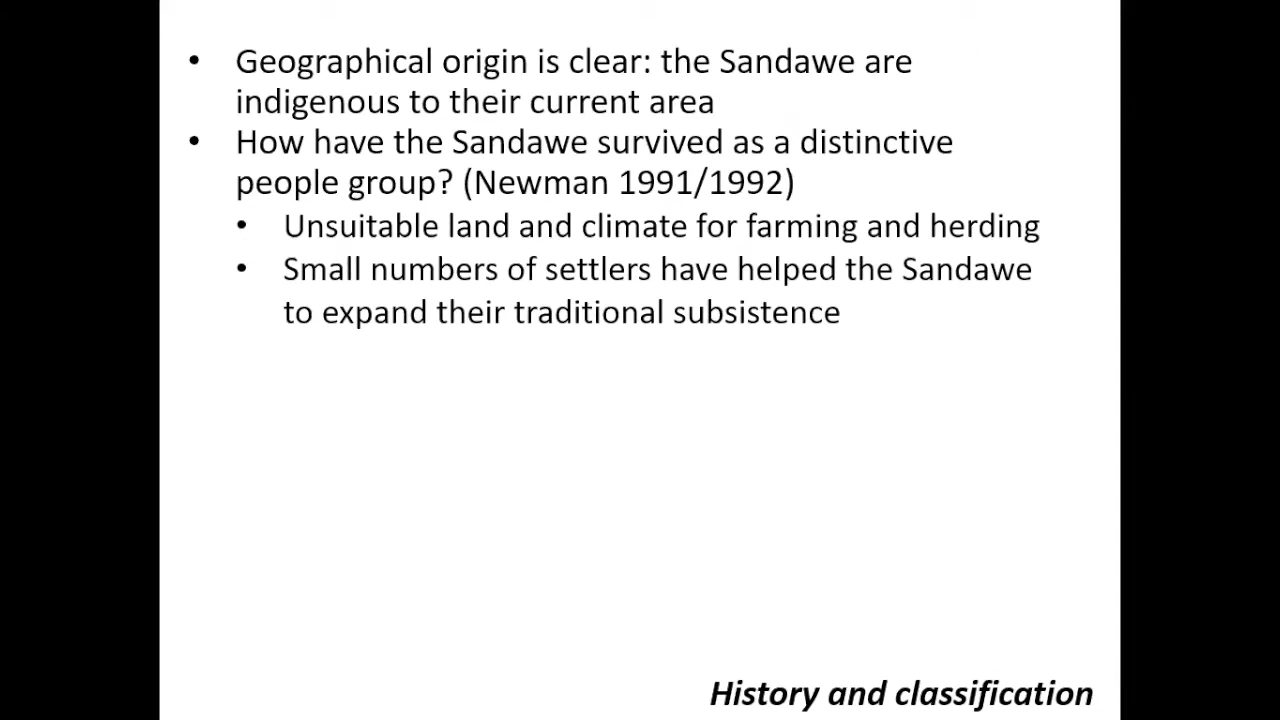 • Geographical origin is clear: the Sandawe are
indigenous to their current area
• How have the Sandawe survived as a distinctive
people group? (Newman 1991/1992)
• Unsuitable land and climate for farming and herding
• Small numbers of settlers have helped the Sandawe
to expand their traditional subsistence
History and classification